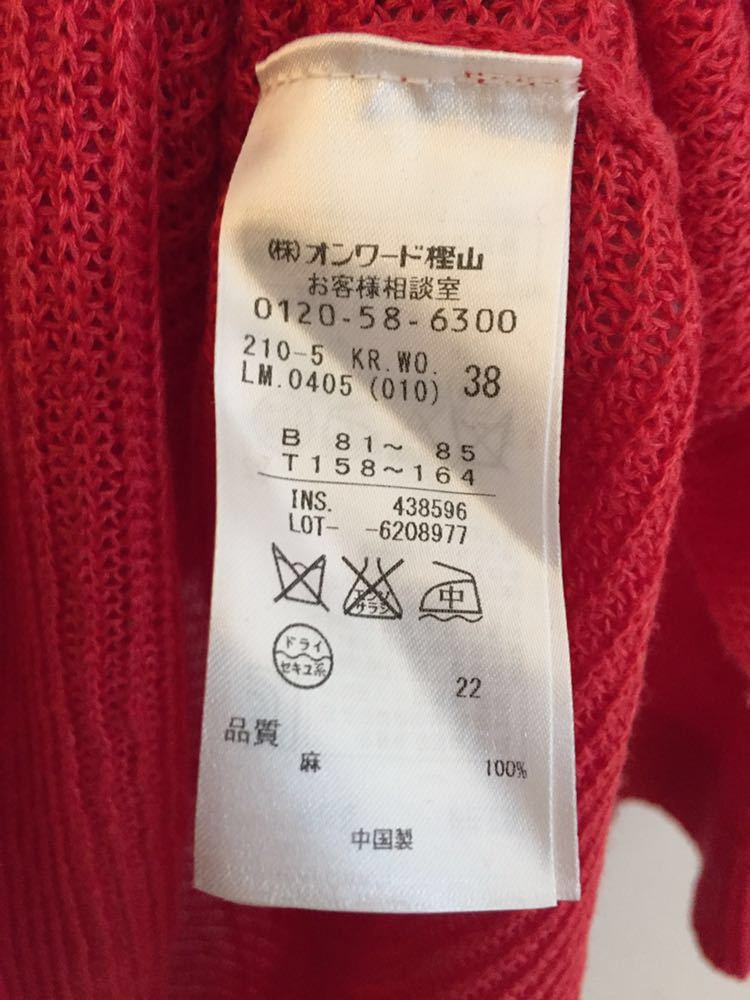 (株)オンワード樫山
お客様相談室
0120-58-6300
210-5 KR.WO.
LM.0405 (010) 38
B 81~ 85
T 158~164
INS. 438596
LOT- -6208977
エンソ
サラシ
中
ドライ
セキユ系
22
品質
麻 100%
中国製